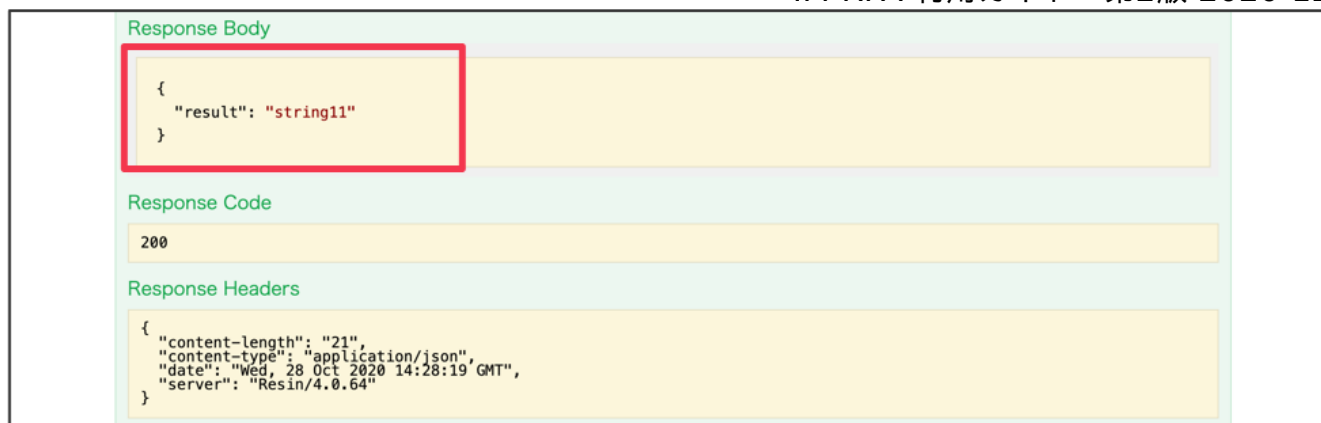 Response Body
{
"result": "string11"
}
Response Code
200
Response Headers
{
"content-length": "21",
"content-type": "application/json",
"date": "Wed, 28 Oct 2020 14:28:19 GMT",
"server": "Resin/4.0.64"
}